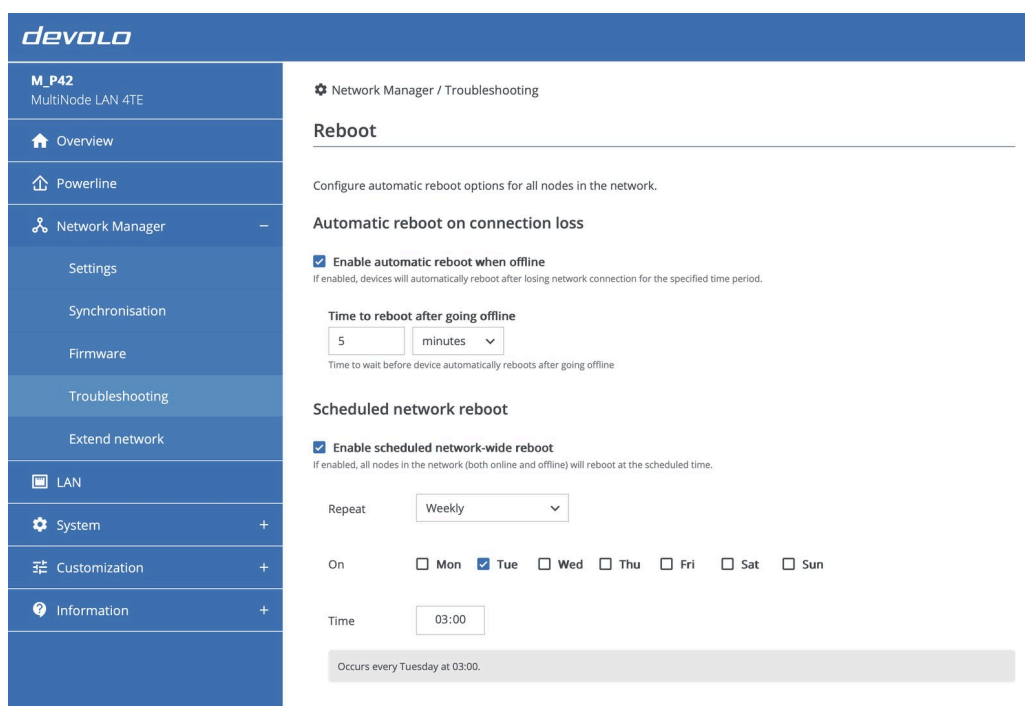 devolo
M_P42
MultiNode LAN 4TE
Overview
Powerline
Network Manager
Settings
Synchronisation
Firmware
Troubleshooting
Extend network
LAN
System
Customization
Information
Network Manager / Troubleshooting
Reboot
Configure automatic reboot options for all nodes in the network.
Automatic reboot on connection loss
Enable automatic reboot when offline
If enabled, devices will automatically reboot after losing network connection for the specified time period.
Time to reboot after going offline
5 minutes
Time to wait before device automatically reboots after going offline
Scheduled network reboot
Enable scheduled network-wide reboot
If enabled, all nodes in the network (both online and offline) will reboot at the scheduled time.
Repeat Weekly
On Mon Tue Wed Thu Fri Sat Sun
Time 03:00
Occurs every Tuesday at 03:00.